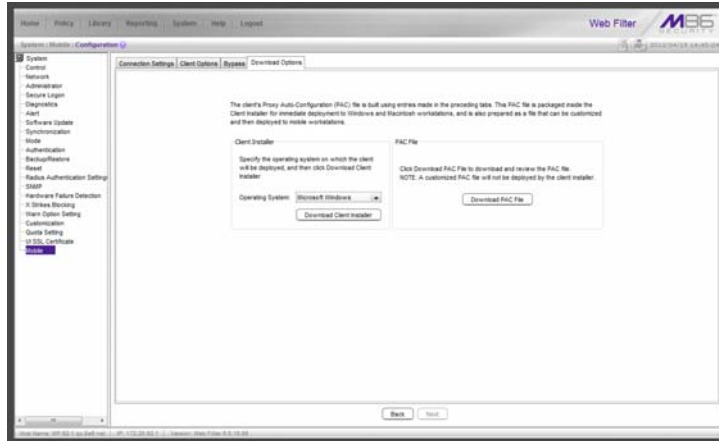 Home Policy Library Reporting System Help Logout
Web Filter
M86
SECURITY
System : Mobile : Configuration
System
Control
Network
Administrator
Secure Logon
Diagnostics
Alert
Software Update
Synchronization
Mode
Authentication
Backup/Restore
Reset
Radius Authentication Settings
SNMP
Hardware Failure Detection
X Strikes Blocking
Warn Option Setting
Customization
Quota Setting
UI SSL Certificate
Mobile
Connection Settings Client Options Bypass Download Options
The client's Proxy Auto-Configuration (PAC) file is built using entries made in the preceding tabs. This PAC file is packaged inside the
Client Installer for immediate deployment to Windows and Macintosh workstations, and is also prepared as a file that can be customized
and then deployed to mobile workstations.
Client Installer
Specify the operating system on which the client
will be deployed, and then click Download Client
Installer
Operating System: Microsoft Windows
Download Client Installer
PAC File
Click Download PAC File to download and review the PAC file.
NOTE: A customized PAC file will not be deployed by the client installer.
Download PAC File
Back Next